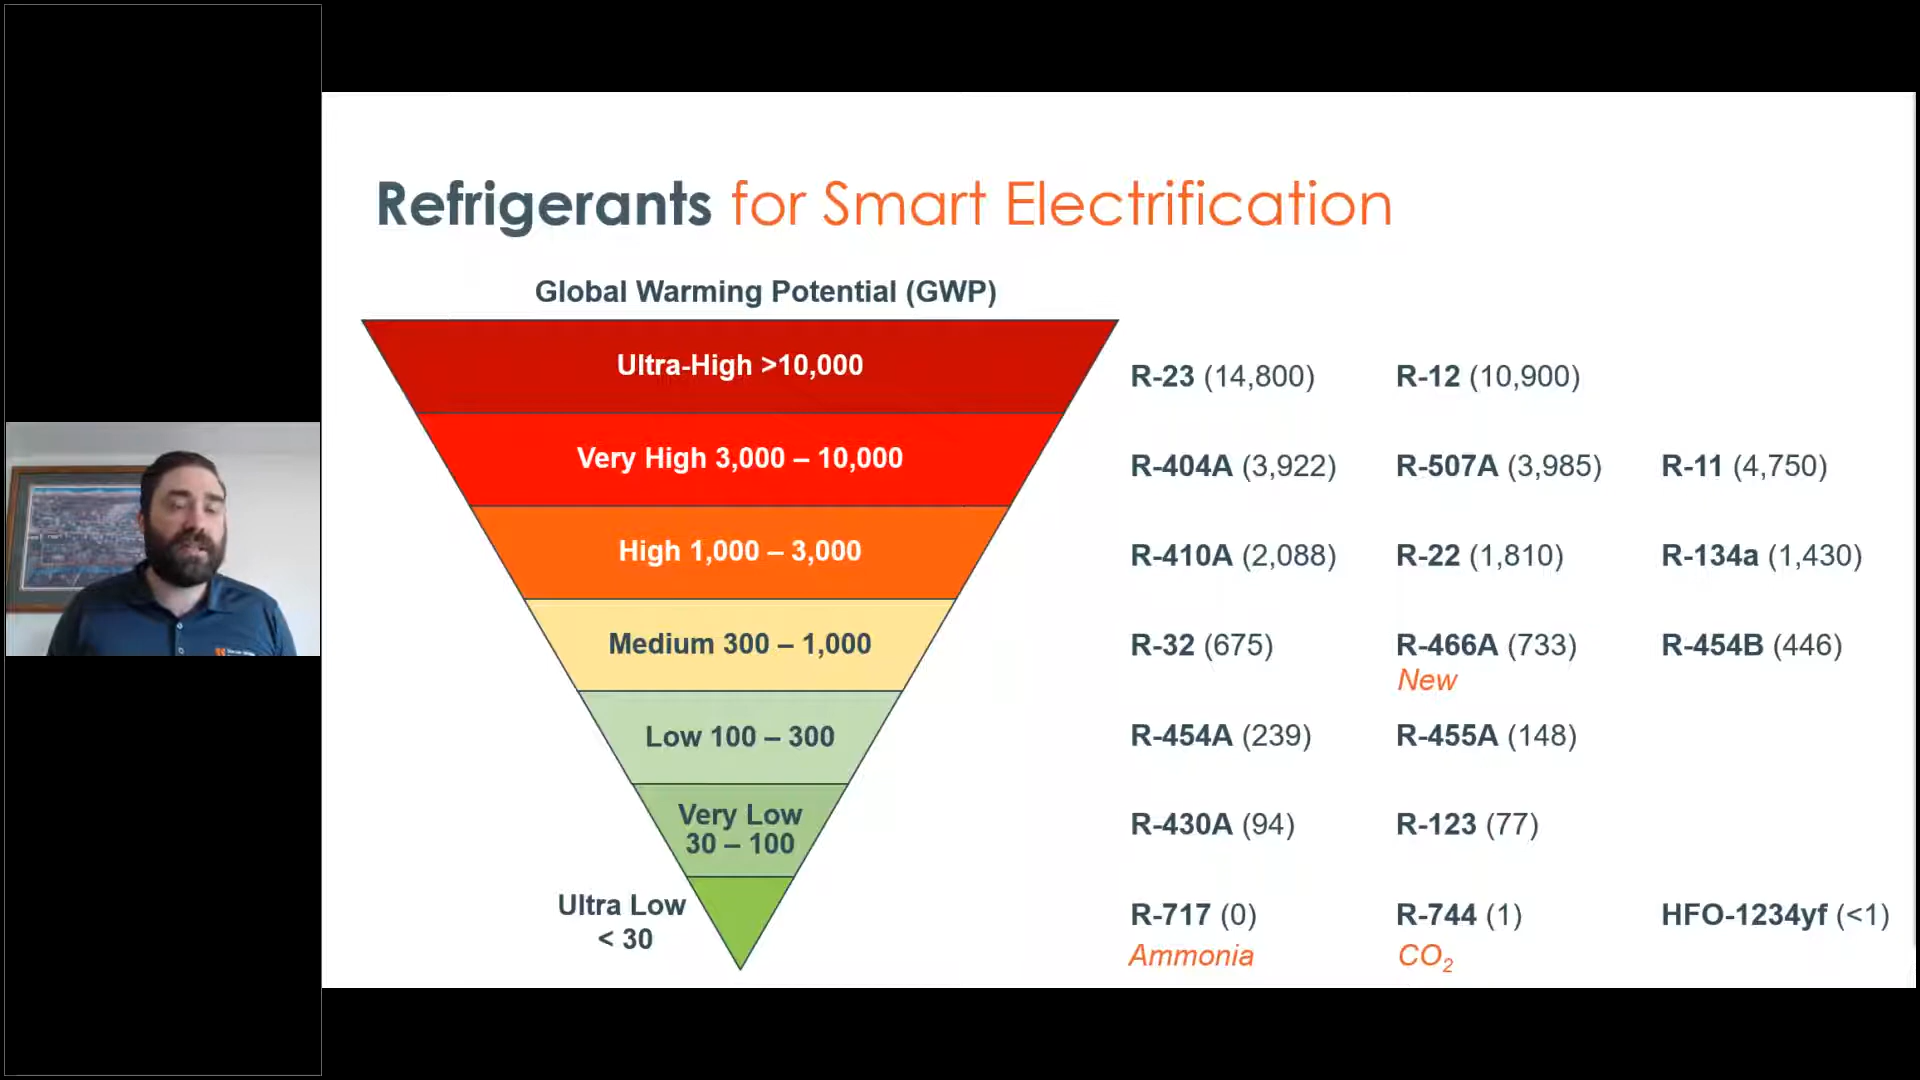 Refrigerants for Smart Electrification
Global Warming Potential (GWP)
Ultra-High >10,000
R-23 (14,800)
R-12 (10,900)
Very High 3,000 – 10,000
R-404A (3,922)
R-507A (3,985)
R-11 (4,750)
High 1,000 – 3,000
R-410A (2,088)
R-22 (1,810)
R-134a (1,430)
Medium 300 – 1,000
R-32 (675)
R-466A (733)
New
R-454B (446)
Low 100 – 300
R-454A (239)
R-455A (148)
Very Low
30 – 100
R-430A (94)
R-123 (77)
Ultra Low
< 30
R-717 (0)
Ammonia
R-744 (1)
CO₂
HFO-1234yf (<1)